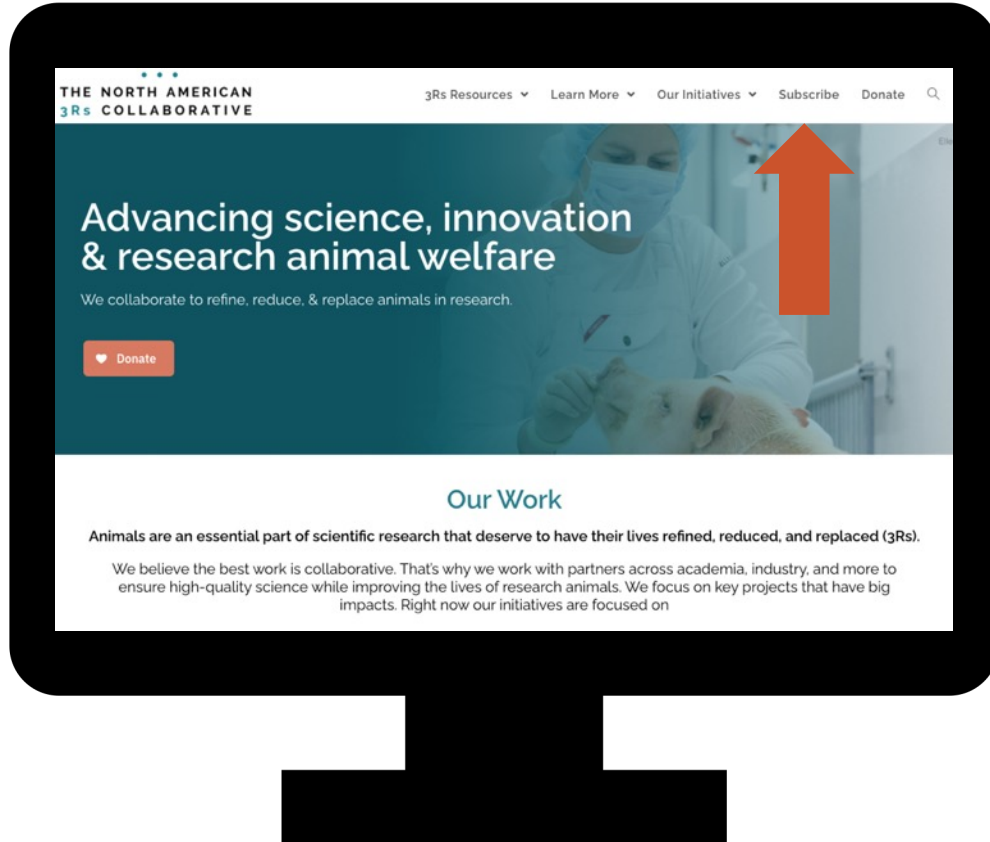 THE NORTH AMERICAN
3Rs COLLABORATIVE
3Rs Resources
Learn More
Our Initiatives
Subscribe
Donate
Advancing science, innovation
& research animal welfare
We collaborate to refine, reduce, & replace animals in research.
Donate
Our Work
Animals are an essential part of scientific research that deserve to have their lives refined, reduced, and replaced (3Rs).
We believe the best work is collaborative. That's why we work with partners across academia, industry, and more to
ensure high-quality science while improving the lives of research animals. We focus on key projects that have big
impacts. Right now our initiatives are focused on